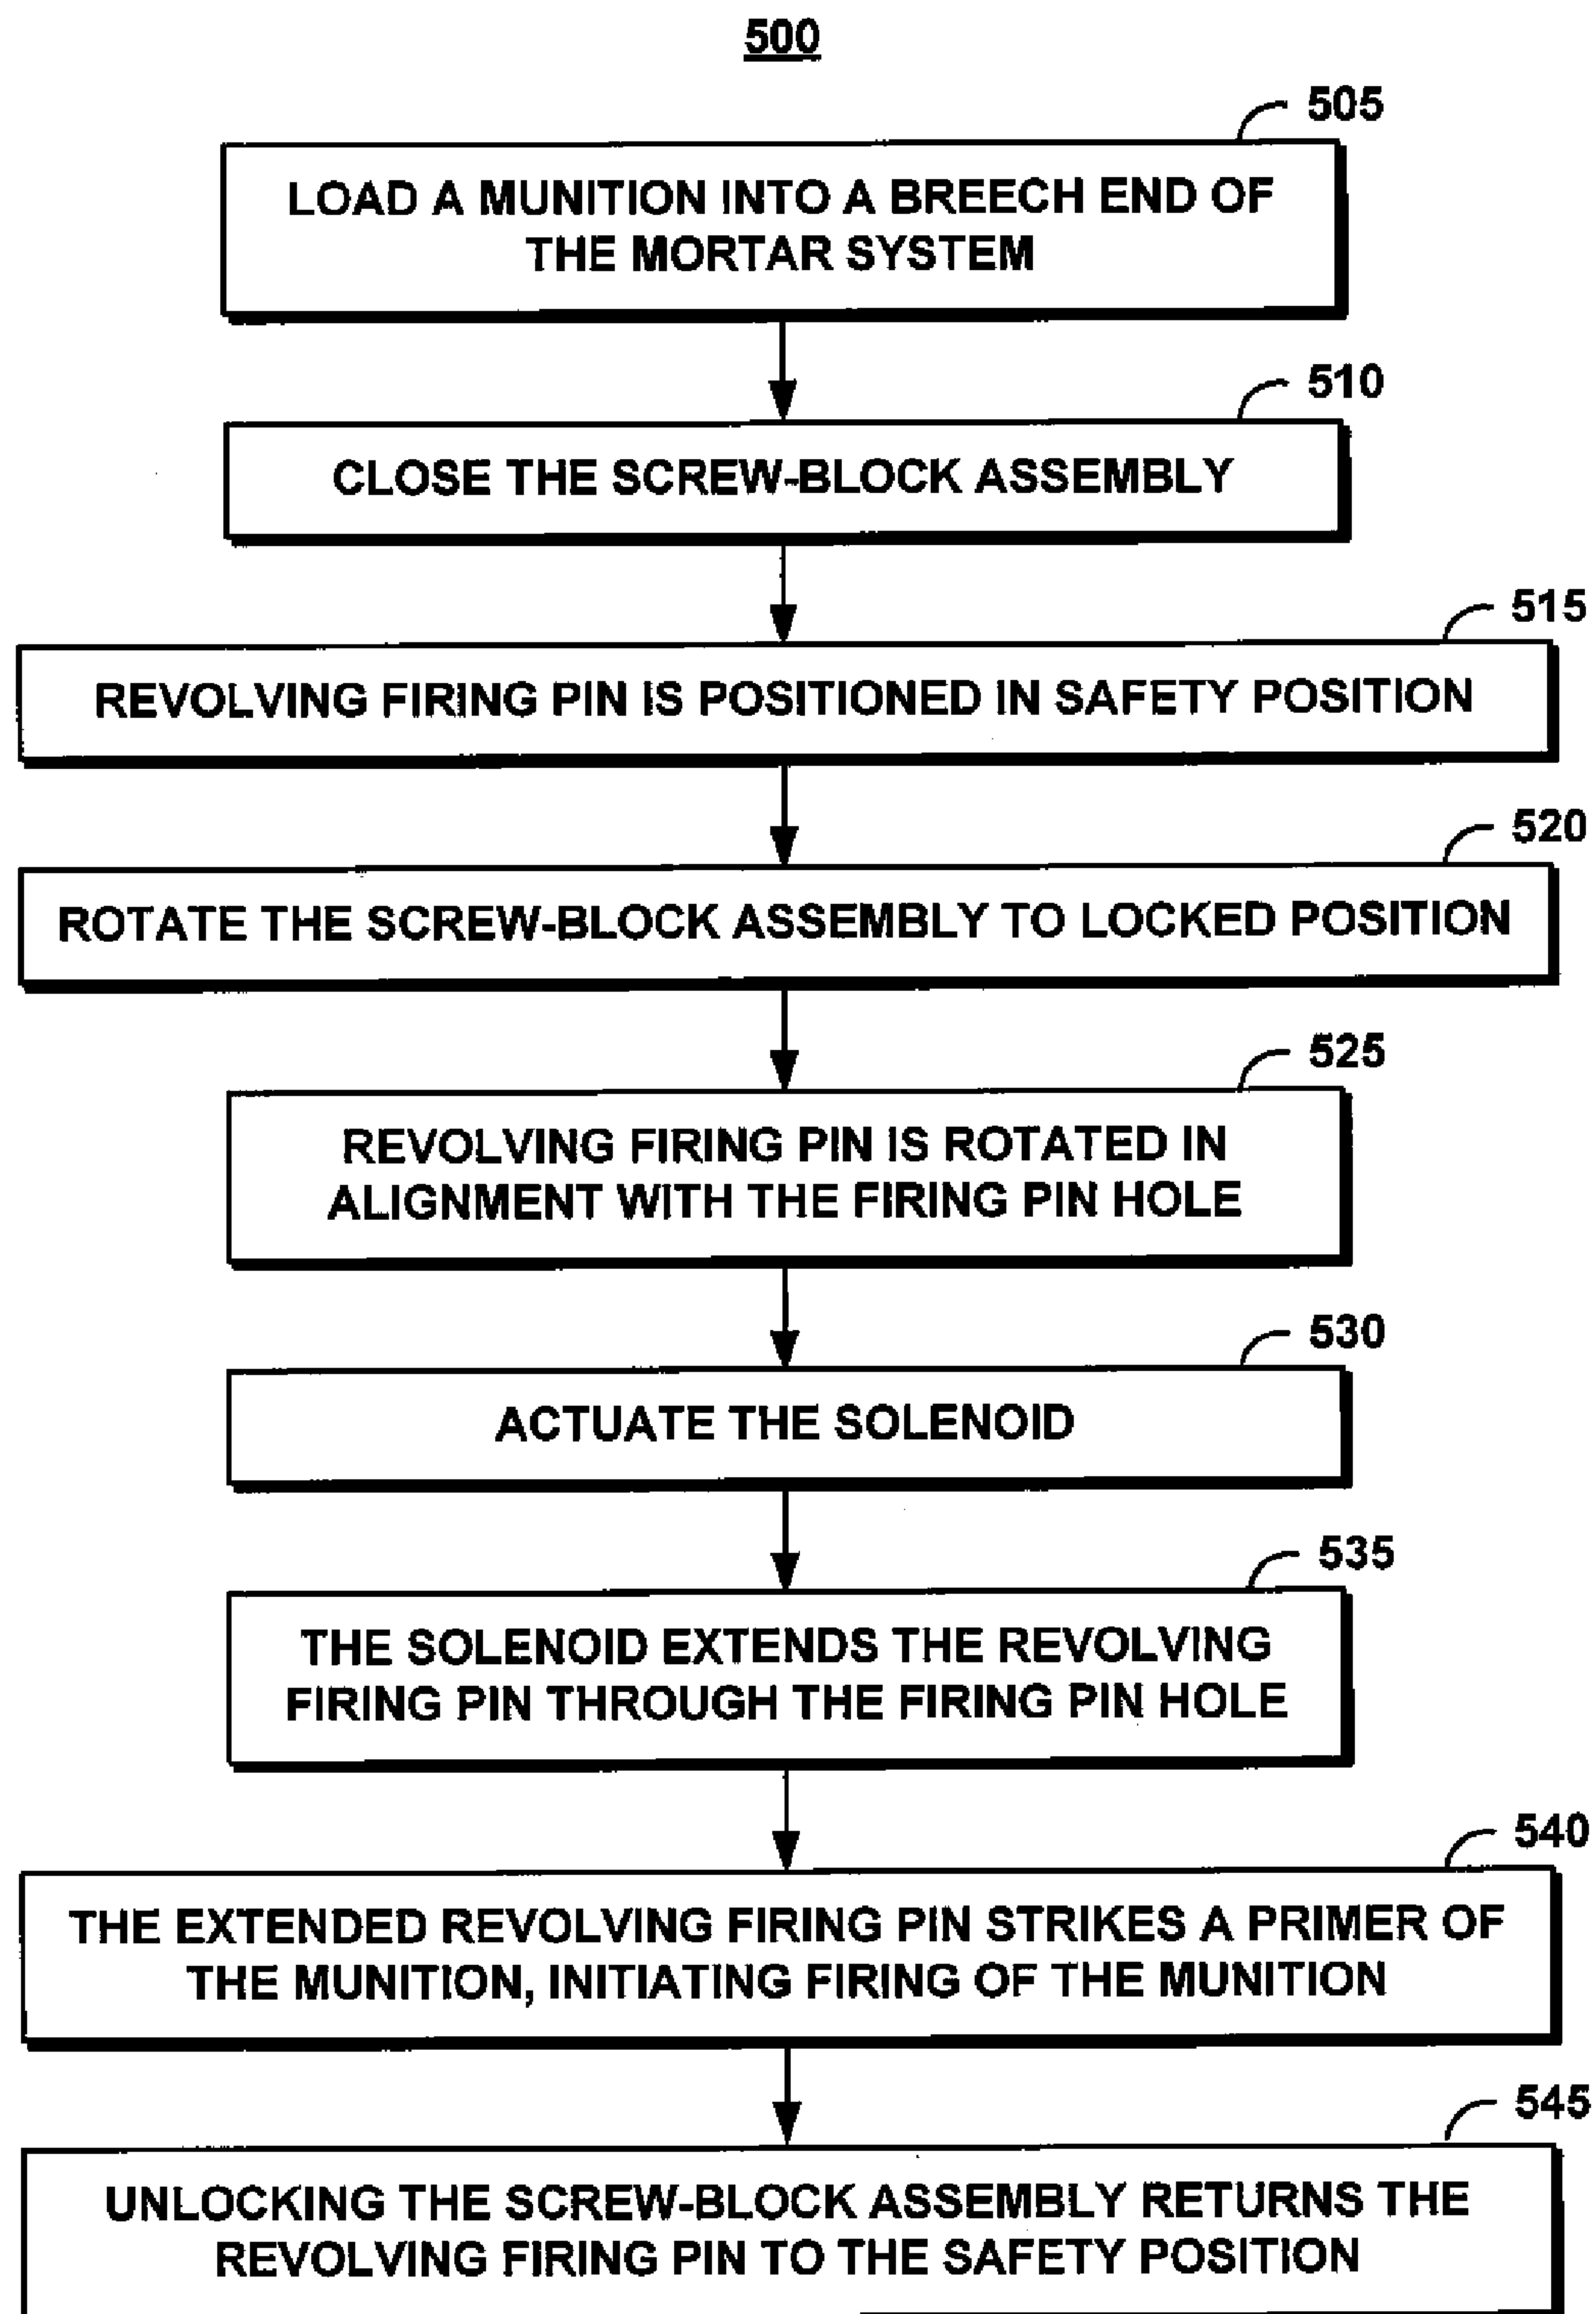 500
505
LOAD A MUNITION INTO A BREECH END OF
THE MORTAR SYSTEM
510
CLOSE THE SCREW-BLOCK ASSEMBLY
515
REVOLVING FIRING PIN IS POSITIONED IN SAFETY POSITION
520
ROTATE THE SCREW-BLOCK ASSEMBLY TO LOCKED POSITION
525
REVOLVING FIRING PIN IS ROTATED IN
ALIGNMENT WITH THE FIRING PIN HOLE
530
ACTUATE THE SOLENOID
535
THE SOLENOID EXTENDS THE REVOLVING
FIRING PIN THROUGH THE FIRING PIN HOLE
540
THE EXTENDED REVOLVING FIRING PIN STRIKES A PRIMER OF
THE MUNITION, INITIATING FIRING OF THE MUNITION
545
UNLOCKING THE SCREW-BLOCK ASSEMBLY RETURNS THE
REVOLVING FIRING PIN TO THE SAFETY POSITION